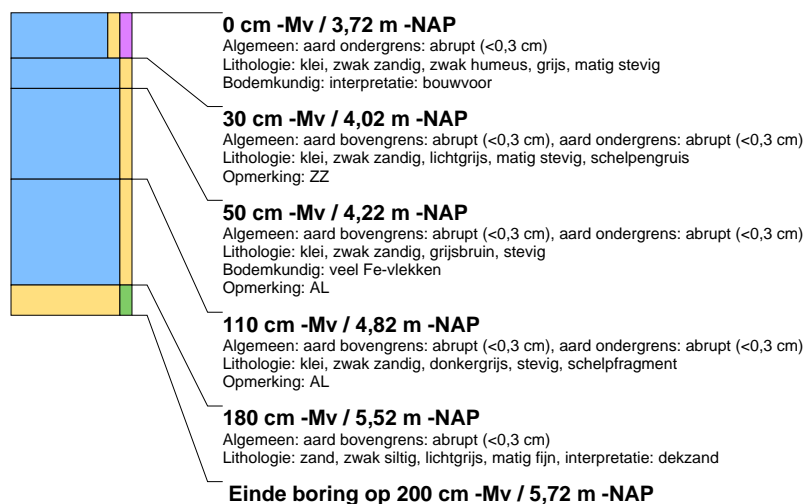 0 cm -Mv / 3,72 m -NAP
Algemeen: aard ondergrens: abrupt (<0,3 cm)
Lithologie: klei, zwak zandig, zwak humeus, grijs, matig stevig
Bodemkundig: interpretatie: bouwvoor
30 cm -Mv / 4,02 m -NAP
Algemeen: aard bovengrens: abrupt (<0,3 cm), aard ondergrens: abrupt (<0,3 cm)
Lithologie: klei, zwak zandig, lichtgrijs, matig stevig, schelpengruis
Opmerking: ZZ
50 cm -Mv / 4,22 m -NAP
Algemeen: aard bovengrens: abrupt (<0,3 cm), aard ondergrens: abrupt (<0,3 cm)
Lithologie: klei, zwak zandig, grijsbruin, stevig
Bodemkundig: veel Fe-vlekken
Opmerking: AL
110 cm -Mv / 4,82 m -NAP
Algemeen: aard bovengrens: abrupt (<0,3 cm), aard ondergrens: abrupt (<0,3 cm)
Lithologie: klei, zwak zandig, donkergrijs, stevig, schelpfragment
Opmerking: AL
180 cm -Mv / 5,52 m -NAP
Algemeen: aard bovengrens: abrupt (<0,3 cm)
Lithologie: zand, zwak siltig, lichtgrijs, matig fijn, interpretatie: dekzand
Einde boring op 200 cm -Mv / 5,72 m -NAP